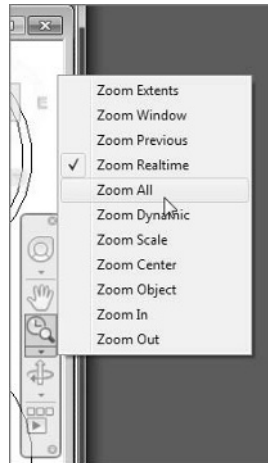 E
Zoom Extents
Zoom Window
Zoom Previous
Zoom Realtime
Zoom All
Zoom Dynamic
Zoom Scale
Zoom Center
Zoom Object
Zoom In
Zoom Out